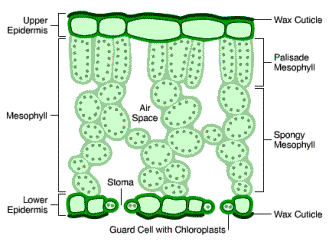 Upper
Epidermis
Wax Cuticle
Palisade
Mesophyll
Mesophyll
Air
Space
Spongy
Mesophyll
Stoma
Lower
Epidermis
Wax Cuticle
Guard Cell with Chloroplasts